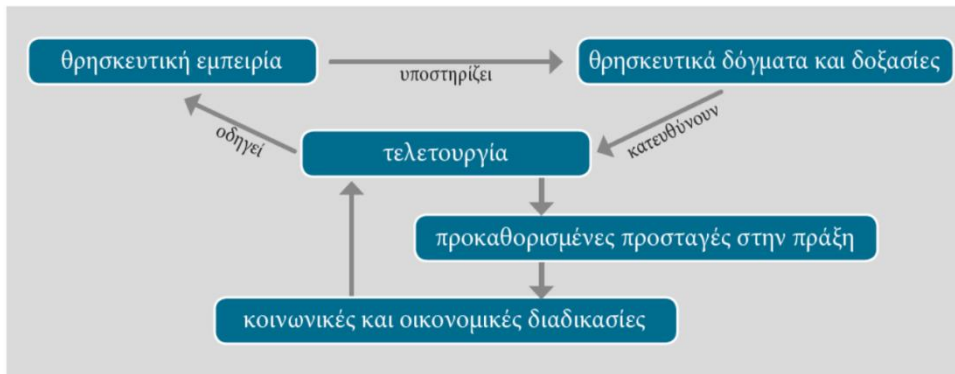 θρησκευτική εμπειρία
υποστηρίζει
θρησκευτικά δόγματα και δοξασίες
οδηγεί
κατευθύνουν
τελετουργία
προκαθορισμένες προσταγές στην πράξη
κοινωνικές και οικονομικές διαδικασίες